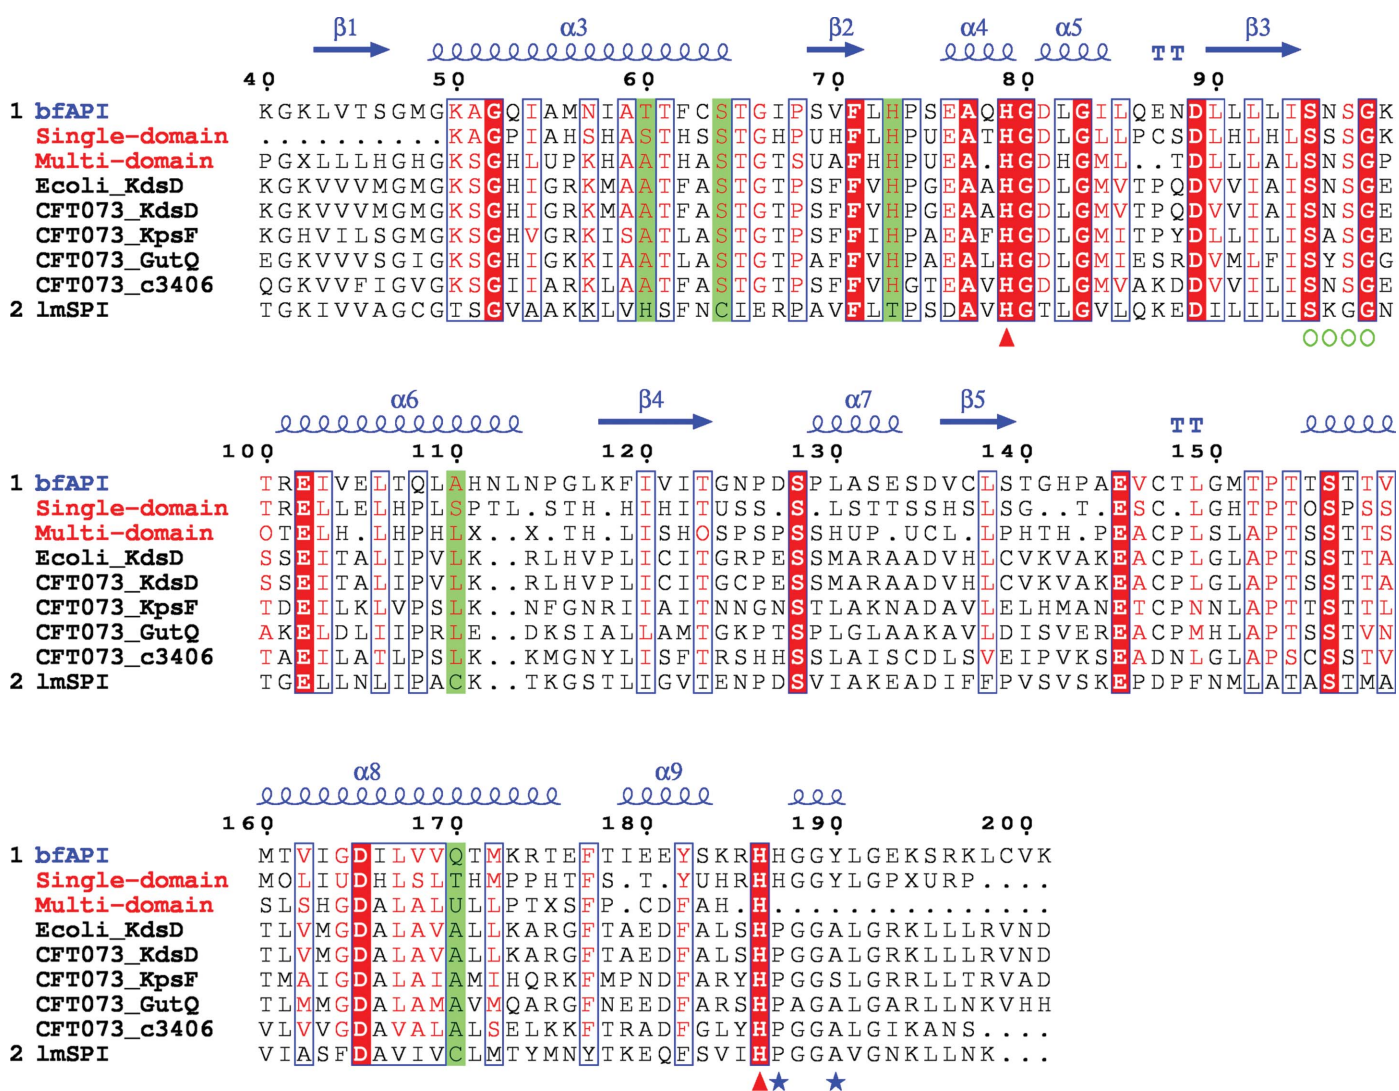 β1 α3 β2 α4 α5 TT β3
40 50 60 70 80 90
1 bfAPI KGKLVTSGMGKAGQIAMNIATTFCSTGIPSVFLHPSEAQHGDLGILQENDLLLLISNSGK
Single-domain ..........KAGPIAHSHASTHSSTGHPUHFLHPUEATHGDLGLLPCSDLHLHLSSSGK
Multi-domain PGXLLLHGHGKSGHLUPKHAATHASTGTSUAFHHPUEA.HGDHGML..TDLLALSNSGP
Ecoli_KdsD KGKVVVMGMGKSGHIGRKMAATFASTGTPSFFVHPGEAAHGDLGMVTPQDVVIAISNSGE
CFT073_KdsD KGKVVVMGMGKSGHIGRKMAATFASTGTPSFFVHPGEAAHGDLGMVTPQDVVIAISNSGE
CFT073_KpsF KGHVILSGMGKSGHVGRKISATLASTGTPSFFIHPAEAFHGDLGMITPYDLLILISASGE
CFT073_GutQ EGKVVVSGIGKSGHIGKKIAATLASTGTPAFFVHPAEALHGDLGMIESRDVMLFISYSGG
CFT073_c3406 QGKVVFIGVGKSGIIARKLAATFASTGTPSFFVHGTEAVHGDLGMVAKDDVVILISNSGE
2 lmSPI TGKIVVAGCGTSGVAAKKLVHSFNCIERPAVFLTPSDAVHGTLGVLQKEDILILISKGGN
α6 β4 α7 β5 TT
100 110 120 130 140 150
1 bfAPI TREIVELTQLAHNLNPGLKFIVITGNPDSPLASESDVCLSTGHPAEVCTLGMTPTTSTTV
Single-domain TRELLELHPLSPTL.STH.HIHITUSS.S.LSTTSSHSLSG..T.ESC.LGHTPTOSPSS
Multi-domain OTELH.LHPHLX..X.TH.LISHOSPSPSSHUP.UCL.LPHTH.PEACPLSLAPTSSTTS
Ecoli_KdsD SSEITALIPVLK..RLHVPLICITGRPESSMARAADVHLCVKVAKEACPLGLAPTSSTTA
CFT073_KdsD SSEITALIPVLK..RLHVPLICITGCPESSMARAADVHLCVKVAKEACPLGLAPTSSTTA
CFT073_KpsF TDEILKLVPSLK..NFGNRIIAITNNGNSTLAKNADAVLELHMANETCPNNLAPTTSTTL
CFT073_GutQ AKELDLIIPRLE..DKSIALLAMTGKPTSPLGLAAKAVLDISVEREACPMHLAPTSSTVN
CFT073_c3406 TAEILATLPSLK..KMGNYLISFTRSHHSSLAISCDLSVEIPVKSEADNLGLAPSCSSTV
2 lmSPI TGELLNLIPACK..TKGSTLIGVTENPDSVIAKEADIFFPVSVSKEPDPFNMLATASTMA
α8 α9
160 170 180 190 200
1 bfAPI MTVIGDILVVQTMKRTEFTIEEYSKRHHGGYLGEKSRKLCVK
Single-domain MOLIUDHLSLTHMPPHTFS.T.YUHRHHGGYLGPXURP....
Multi-domain SLSHGDALALULLPTXSFP.CDFAH.H...............
Ecoli_KdsD TLVMGDALAVALLKARGFTAEDFALSHPGGALGRKLLLRVND
CFT073_KdsD TLVMGDALAVALLKARGFTAEDFALSHPGGALGRKLLLRVND
CFT073_KpsF TMAIGDALAIAMIHQRKFMPNDFARYHPGGSLGRRLLTRVAD
CFT073_GutQ TLMMGDALAMAVMQARGFNEEDFARSHPAGALGARLLNKVHH
CFT073_c3406 VLVVGDAVALALSELKKFTRADFGLYHPGGALGIKANS....
2 lmSPI VIASFDAVIVCLMTYMNYTKEQFSVIHPGGAVGNKLLNK...